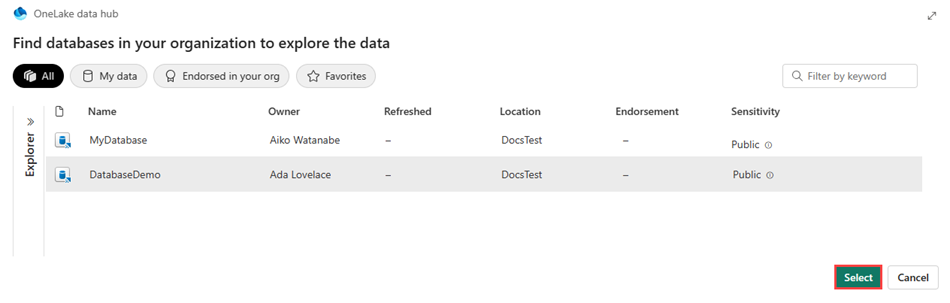 OneLake data hub
Find databases in your organization to explore the data
All My data Endorsed in your org Favorites Filter by keyword
Explorer
Name Owner Refreshed Location Endorsement Sensitivity
MyDatabase Aiko Watanabe – DocsTest – Public
DatabaseDemo Ada Lovelace – DocsTest – Public
Select Cancel